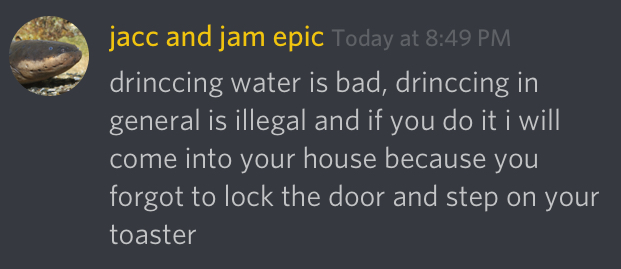 jacc and jam epic Today at 8:49 PM
drinccing water is bad, drinccing in
general is illegal and if you do it i will
come into your house because you
forgot to lock the door and step on your
toaster